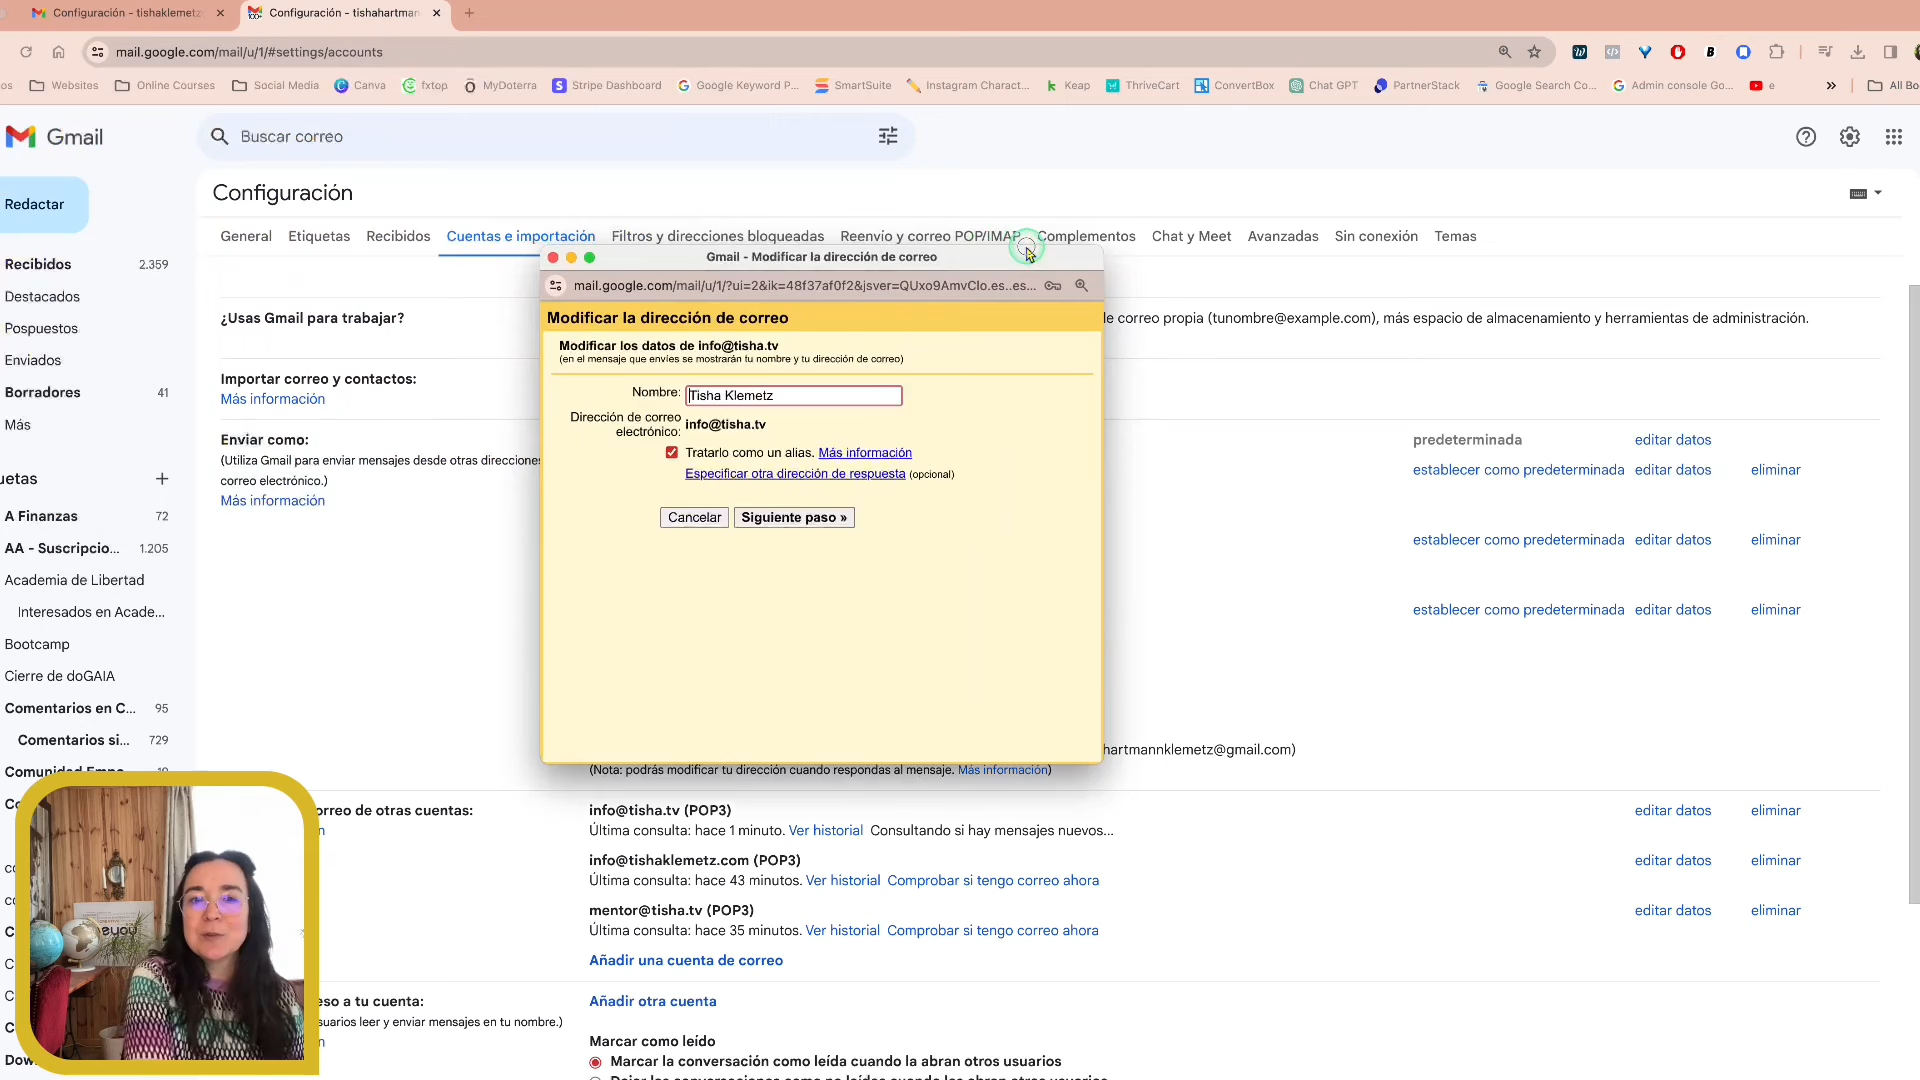 Configuración - tishaklemetz
Configuración - tishahartman
mail.google.com/mail/u/1/#settings/accounts
os
Websites
Online Courses
Social Media
Canva
fxtop
MyDoterra
Stripe Dashboard
Google Keyword P...
SmartSuite
Instagram Charact...
Keap
ThriveCart
ConvertBox
Chat GPT
PartnerStack
Google Search Co...
Admin console Go...
e
»
All Bo
Gmail
Buscar correo
Redactar
Configuración
General
Etiquetas
Recibidos
Cuentas e importación
Filtros y direcciones bloqueadas
Reenvío y correo POP/IMAP
Complementos
Chat y Meet
Avanzadas
Sin conexión
Temas
Recibidos 2.359
Destacados
Pospuestos
Enviados
Borradores 41
Más
uetas
A Finanzas 72
AA - Suscripcio... 1.205
Academia de Libertad
Interesados en Acade...
Bootcamp
Cierre de doGAIA
Comentarios en C... 95
Comentarios si... 729
¿Usas Gmail para trabajar?
e correo propia (tunombre@example.com), más espacio de almacenamiento y herramientas de administración.
Importar correo y contactos:
Más información
Enviar como:
(Utiliza Gmail para enviar mensajes desde otras direcciones
correo electrónico.)
Más información
predeterminada editar datos
establecer como predeterminada editar datos eliminar
establecer como predeterminada editar datos eliminar
establecer como predeterminada editar datos eliminar
Gmail - Modificar la dirección de correo
mail.google.com/mail/u/1/?ui=2&ik=48f37af0f2&jsver=QUxo9AmvClo.es..es...
Modificar la dirección de correo
Modificar los datos de info@tisha.tv
(en el mensaje que envíes se mostrarán tu nombre y tu dirección de correo)
Nombre: Tisha Klemetz
Dirección de correo
electrónico: info@tisha.tv
Tratarlo como un alias. Más información
Especificar otra dirección de respuesta (opcional)
Cancelar
Siguiente paso »
hartmannklemetz@gmail.com)
(Nota: podrás modificar tu dirección cuando respondas al mensaje. Más información)
orreo de otras cuentas:
info@tisha.tv (POP3) editar datos eliminar
Última consulta: hace 1 minuto. Ver historial Consultando si hay mensajes nuevos...
info@tishaklemetz.com (POP3) editar datos eliminar
Última consulta: hace 43 minutos. Ver historial Comprobar si tengo correo ahora
mentor@tisha.tv (POP3) editar datos eliminar
Última consulta: hace 35 minutos. Ver historial Comprobar si tengo correo ahora
Añadir una cuenta de correo
eso a tu cuenta:
suarios leer y enviar mensajes en tu nombre.)
Añadir otra cuenta
Marcar como leído
Marcar la conversación como leída cuando la abran otros usuarios